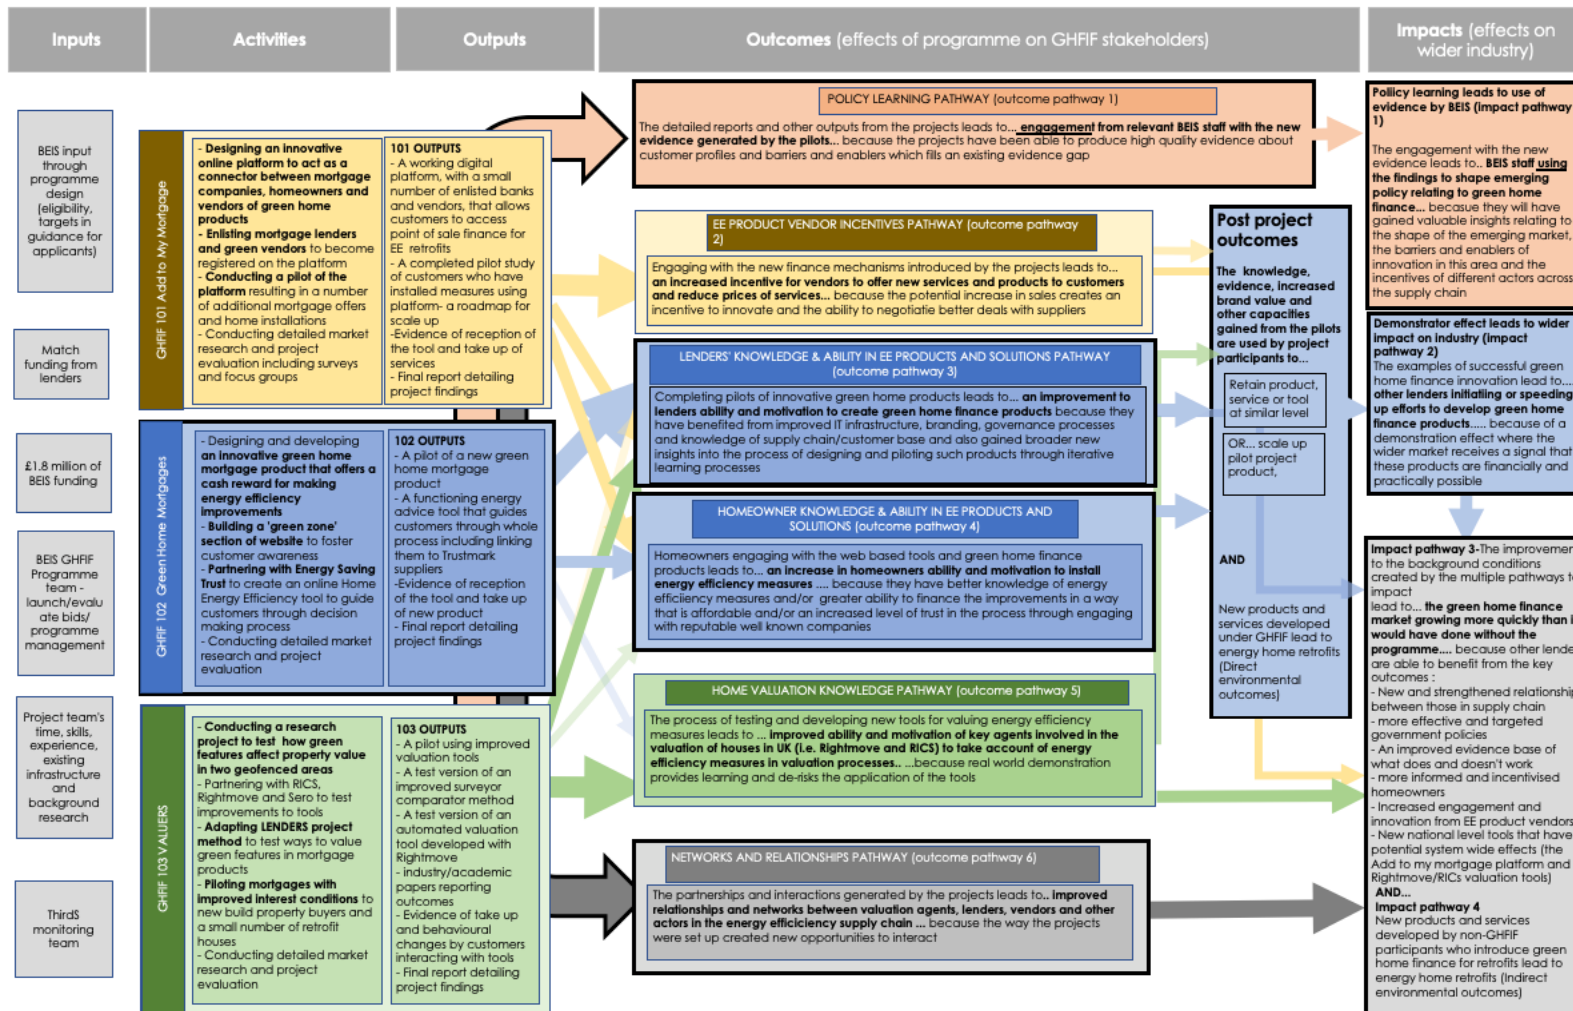 Inputs
Activities
Outputs
Outcomes (effects of programme on GHFIF stakeholders)
Impacts (effects on
wider industry)
BEIS input
through
programme
design
(eligibility,
targets in
guidance for
applicants)
Match
funding from
lenders
£1.8 million of
BEIS funding
BEIS GHFIF
Programme
team -
launch/evalu
ate bids/
programme
management
Project team's
time, skills,
experience,
existing
infrastructure
and
background
research
ThirdS
monitoring
team
GHFIF 101 Add to My Mortgage
- Designing an innovative
online platform to act as a
connector between mortgage
companies, homeowners and
vendors of green home
products
- Enlisting mortgage lenders
and green vendors to become
registered on the platform
- Conducting a pilot of the
platform resulting in a number
of additional mortgage offers
and home installations
- Conducting detailed market
research and project
evaluation including surveys
and focus groups
101 OUTPUTS
- A working digital
platform, with a small
number of enlisted banks
and vendors, that allows
customers to access
point of sale finance for
EE retrofits
- A completed pilot study
of customers who have
installed measures using
platform- a roadmap for
scale up
-Evidence of reception of
the tool and take up of
services
- Final report detailing
project findings
GHFIF 102 Green Home Mortgages
- Designing and developing
an innovative green home
mortgage product that offers a
cash reward for making
energy efficiency
improvements
- Building a 'green zone'
section of website to foster
customer awareness
- Partnering with Energy Saving
Trust to create an online Home
Energy Efficiency tool to guide
customers through decision
making process
- Conducting detailed market
research and project
evaluation
102 OUTPUTS
- A pilot of a new green
home mortgage
product
- A functioning energy
advice tool that guides
customers through whole
process including linking
them to Trustmark
suppliers
-Evidence of reception
of the tool and take up
of new product
- Final report detailing
project findings
GHFIF 103 VALUERS
- Conducting a research
project to test how green
features affect property value
in two geofenced areas
- Partnering with RICS,
Rightmove and Sero to test
improvements to tools
- Adapting LENDERS project
method to test ways to value
green features in mortgage
products
- Piloting mortgages with
improved interest conditions to
new build property buyers and
a small number of retrofit
houses
- Conducting detailed market
research and project
evaluation
103 OUTPUTS
- A pilot using improved
valuation tools
- A test version of an
improved surveyor
comparator method
- A test version of an
automated valuation
tool developed with
Rightmove
- industry/academic
papers reporting
outcomes
- Evidence of take up
and behavioural
changes by customers
interacting with tools
- Final report detailing
project findings
POLICY LEARNING PATHWAY (outcome pathway 1)
The detailed reports and other outputs from the projects leads to... engagement from relevant BEIS staff with the new
evidence generated by the pilots... because the projects have been able to produce high quality evidence about
customer profiles and barriers and enablers which fills an existing evidence gap
EE PRODUCT VENDOR INCENTIVES PATHWAY (outcome pathway
2)
Engaging with the new finance mechanisms introduced by the projects leads to...
an increased incentive for vendors to offer new services and products to customers
and reduce prices of services... because the potential increase in sales creates an
incentive to innovate and the ability to negotiatie better deals with suppliers
LENDERS' KNOWLEDGE & ABILITY IN EE PRODUCTS AND SOLUTIONS PATHWAY
(outcome pathway 3)
Completing pilots of innovative green home products leads to... an improvement to
lenders ability and motivation to create green home finance products because they
have benefited from improved IT infrastructure, branding, governance processes
and knowledge of supply chain/customer base and also gained broader new
insights into the process of designing and piloting such products through iterative
learning processes
HOMEOWNER KNOWLEDGE & ABILITY IN EE PRODUCTS AND
SOLUTIONS (outcome pathway 4)
Homeowners engaging with the web based tools and green home finance
products leads to... an increase in homeowners ability and motivation to install
energy efficiency measures .... because they have better knowledge of energy
efficiiency measures and/or greater ability to finance the improvements in a way
that is affordable and/or an increased level of trust in the process through engaging
with reputable well known companies
HOME VALUATION KNOWLEDGE PATHWAY (outcome pathway 5)
The process of testing and developing new tools for valuing energy efficiency
measures leads to ... improved ability and motivation of key agents involved in the
valuation of houses in UK (i.e. Rightmove and RICS) to take account of energy
efficiency measures in valuation processes.. ...because real world demonstration
provides learning and de-risks the application of the tools
NETWORKS AND RELATIONSHIPS PATHWAY (outcome pathway 6)
The partnerships and interactions generated by the projects leads to.. improved
relationships and networks between valuation agents, lenders, vendors and other
actors in the energy efficiciency supply chain ... because the way the projects
were set up created new opportunities to interact
Post project
outcomes
The knowledge,
evidence, increased
brand value and
other capacities
gained from the pilots
are used by project
participants to...
Retain product,
service or tool
at similar level
OR... scale up
pilot project
product,
AND
New products and
services developed
under GHFIF lead to
energy home retrofits
(Direct
environmental
outcomes)
Poliicy learning leads to use of
evidence by BEIS (impact pathway
1)
The engagement with the new
evidence leads to.. BEIS staff using
the findings to shape emerging
policy relating to green home
finance... becasue they will have
gained valuable insights relating to
the shape of the emerging market,
the barriers and enablers of
innovation in this area and the
incentives of different actors across
the supply chain
Demonstrator effect leads to wider
impact on industry (impact
pathway 2)
The examples of successful green
home finance innovation lead to....
other lenders initiatiing or speeding
up efforts to develop green home
finance products..... because of a
demonstration effect where the
wider market receives a signal that
these products are financially and
practically possible
Impact pathway 3-The improvemen
to the background conditions
created by the multiple pathways to
impact
lead to... the green home finance
market growing more quickly than i
would have done without the
programme.... because other lende
are able to benefit from the key
outcomes :
- New and strengthened relationship
between those in supply chain
- more effective and targeted
government policies
- An improved evidence base of
what does and doesn't work
- more informed and incentivised
homeowners
- Increased engagement and
innovation from EE product vendors
- New national level tools that have
potential system wide effects (the
Add to my mortgage platform and
Rightmove/RICs valuation tools)
AND...
Impact pathway 4
New products and services
developed by non-GHFIF
participants who introduce green
home finance for retrofits lead to
energy home retrofits (Indirect
environmental outcomes)